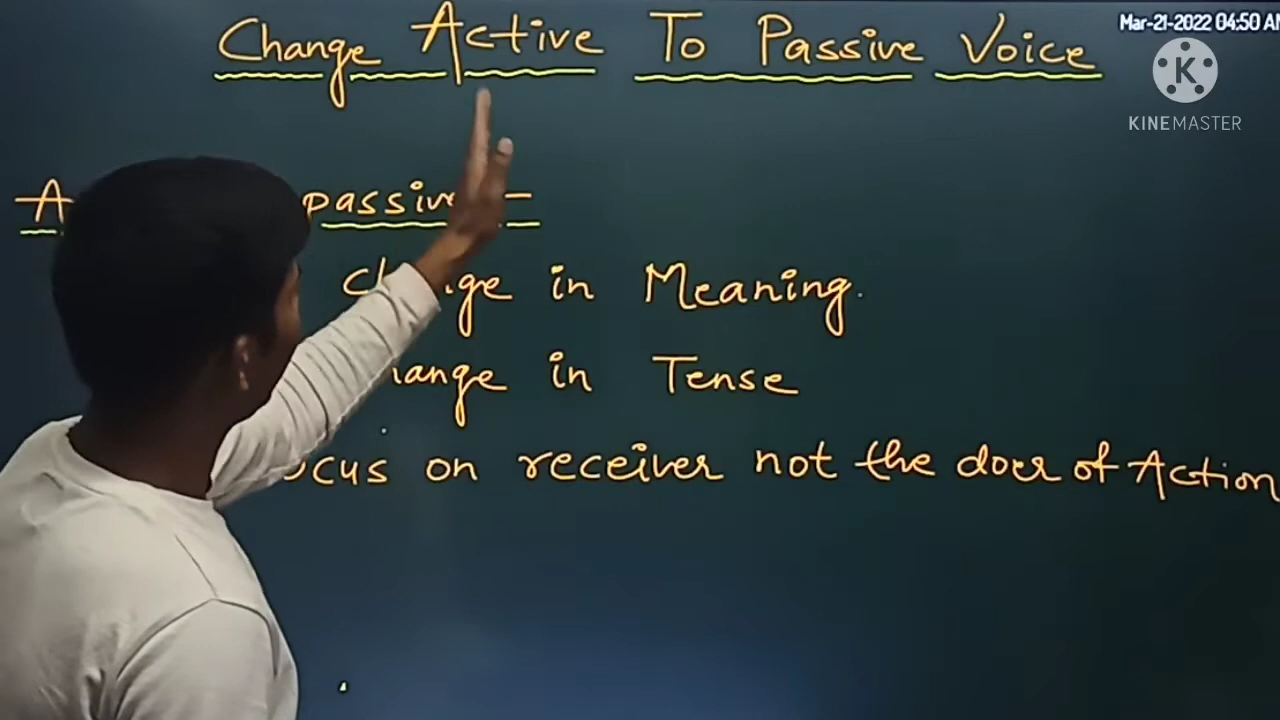 Change Active To Passive Voice
Mar-21-2022 04:50 A
K
KINEMASTER
passive -
in Meaning.
in Tense
on receiver not the doer of Action